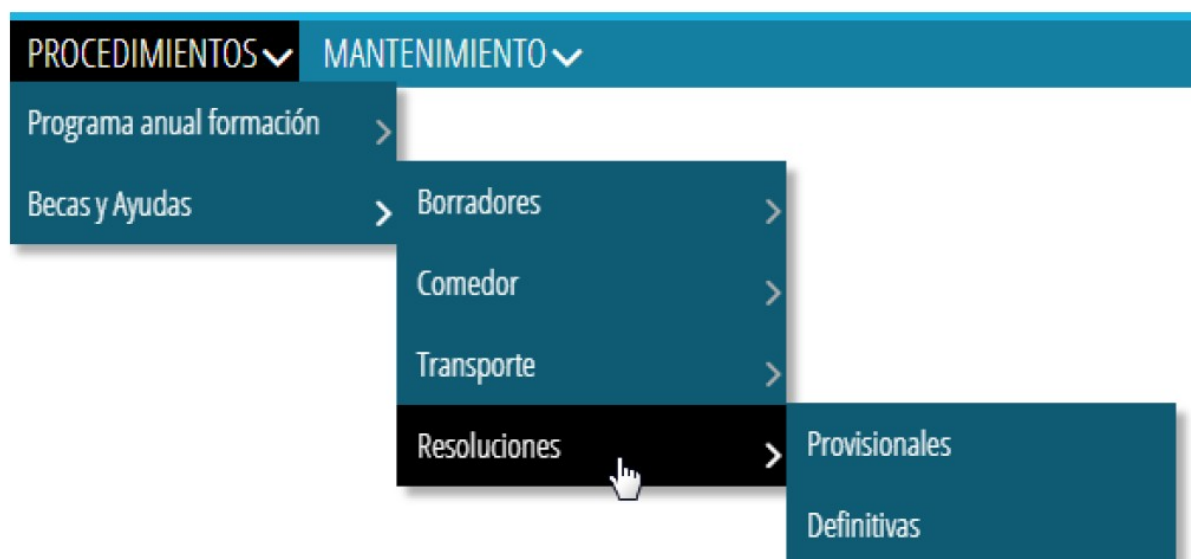 PROCEDIMIENTOS MANTENIMIENTO
Programa anual formación
Becas y Ayudas
Borradores
Comedor
Transporte
Resoluciones
Provisionales
Definitivas